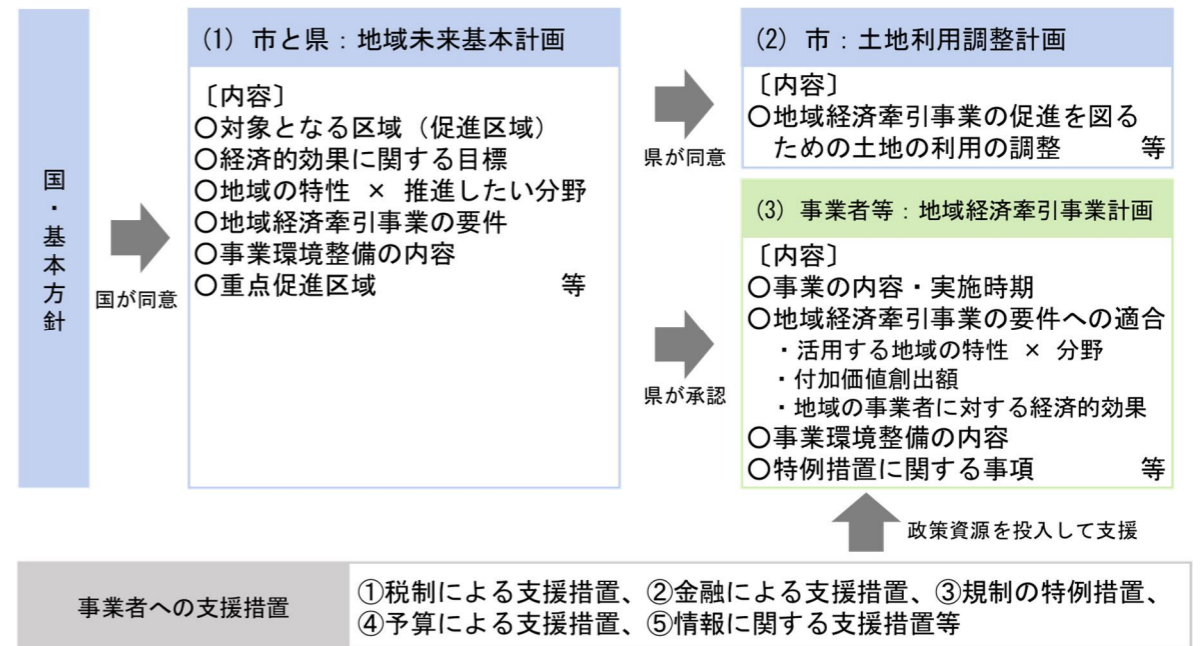 国・基本方針
国が同意
(1) 市と県：地域未来基本計画
〔内容〕
○対象となる区域（促進区域）
○経済的効果に関する目標
○地域の特性 × 推進したい分野
○地域経済牽引事業の要件
○事業環境整備の内容
○重点促進区域 等
県が同意
(2) 市：土地利用調整計画
〔内容〕
○地域経済牽引事業の促進を図る
ための土地の利用の調整 等
県が承認
(3) 事業者等：地域経済牽引事業計画
〔内容〕
○事業の内容・実施時期
○地域経済牽引事業の要件への適合
・活用する地域の特性 × 分野
・付加価値創出額
・地域の事業者に対する経済的効果
○事業環境整備の内容
○特例措置に関する事項 等
政策資源を投入して支援
事業者への支援措置
①税制による支援措置、②金融による支援措置、③規制の特例措置、
④予算による支援措置、⑤情報に関する支援措置等